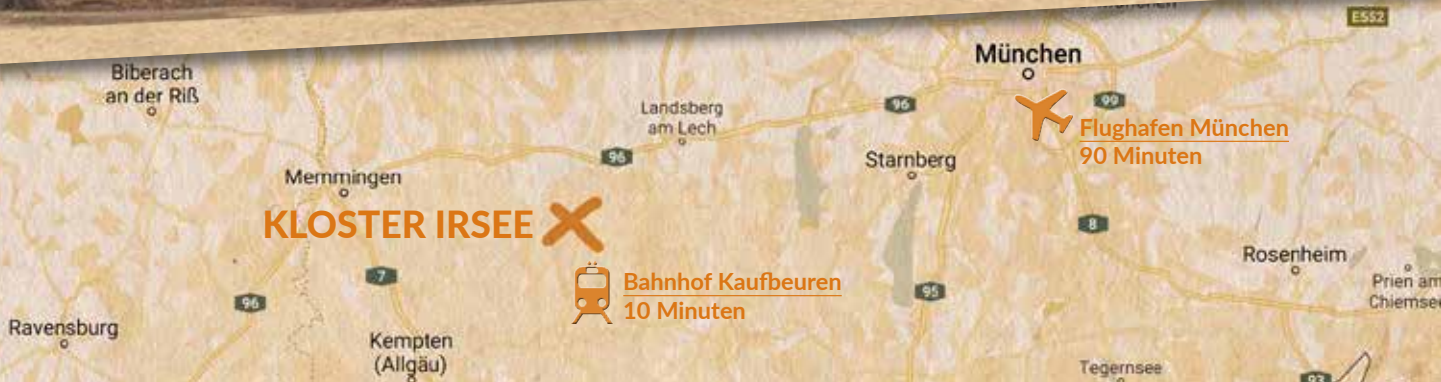 E552
München
Biberach
an der Riß
Landsberg
am Lech
96
99
Flughafen München
90 Minuten
96
Starnberg
Memmingen
KLOSTER IRSEE
8
Rosenheim
7
Bahnhof Kaufbeuren
10 Minuten
Prien am
Chiemsee
96
95
Ravensburg
Kempten
(Allgäu)
Tegernsee
93